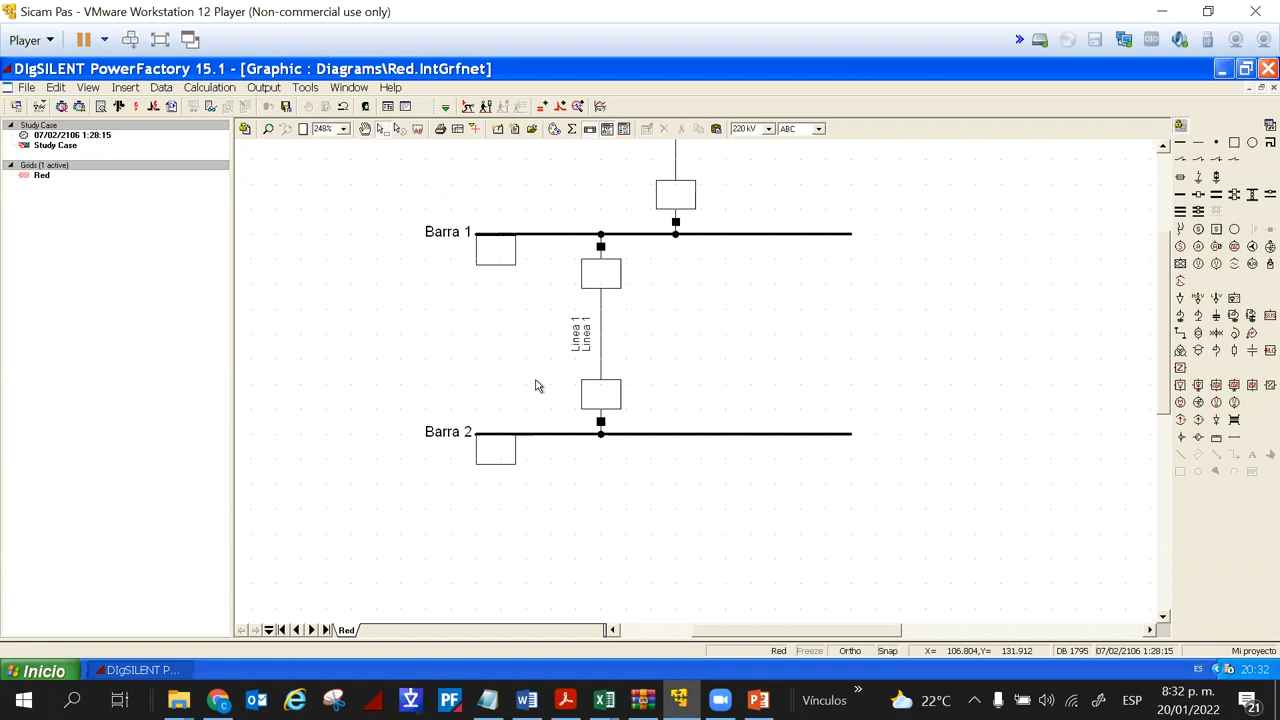 Sicam Pas - VMware Workstation 12 Player (Non-commercial use only)
Player
DIgSILENT PowerFactory 15.1 - [Graphic : Diagrams\Red.IntGrfnet]
File Edit View Insert Data Calculation Output Tools Window Help
248%
220 kV
ABC
Study Case
07/02/2106 1:28:15
Study Case
Grids (1 active)
Red
Barra 1
Linea 1
Linea 1
Barra 2
Red
Red Freeze Ortho Snap X= 106.804,Y= 131.912 DB 1795 07/02/2106 1:28:15 Mi proyecto
Inicio
DIgSILENT P...
ES
20:32
Vínculos
22°C
ESP
8:32 p. m.
20/01/2022
21